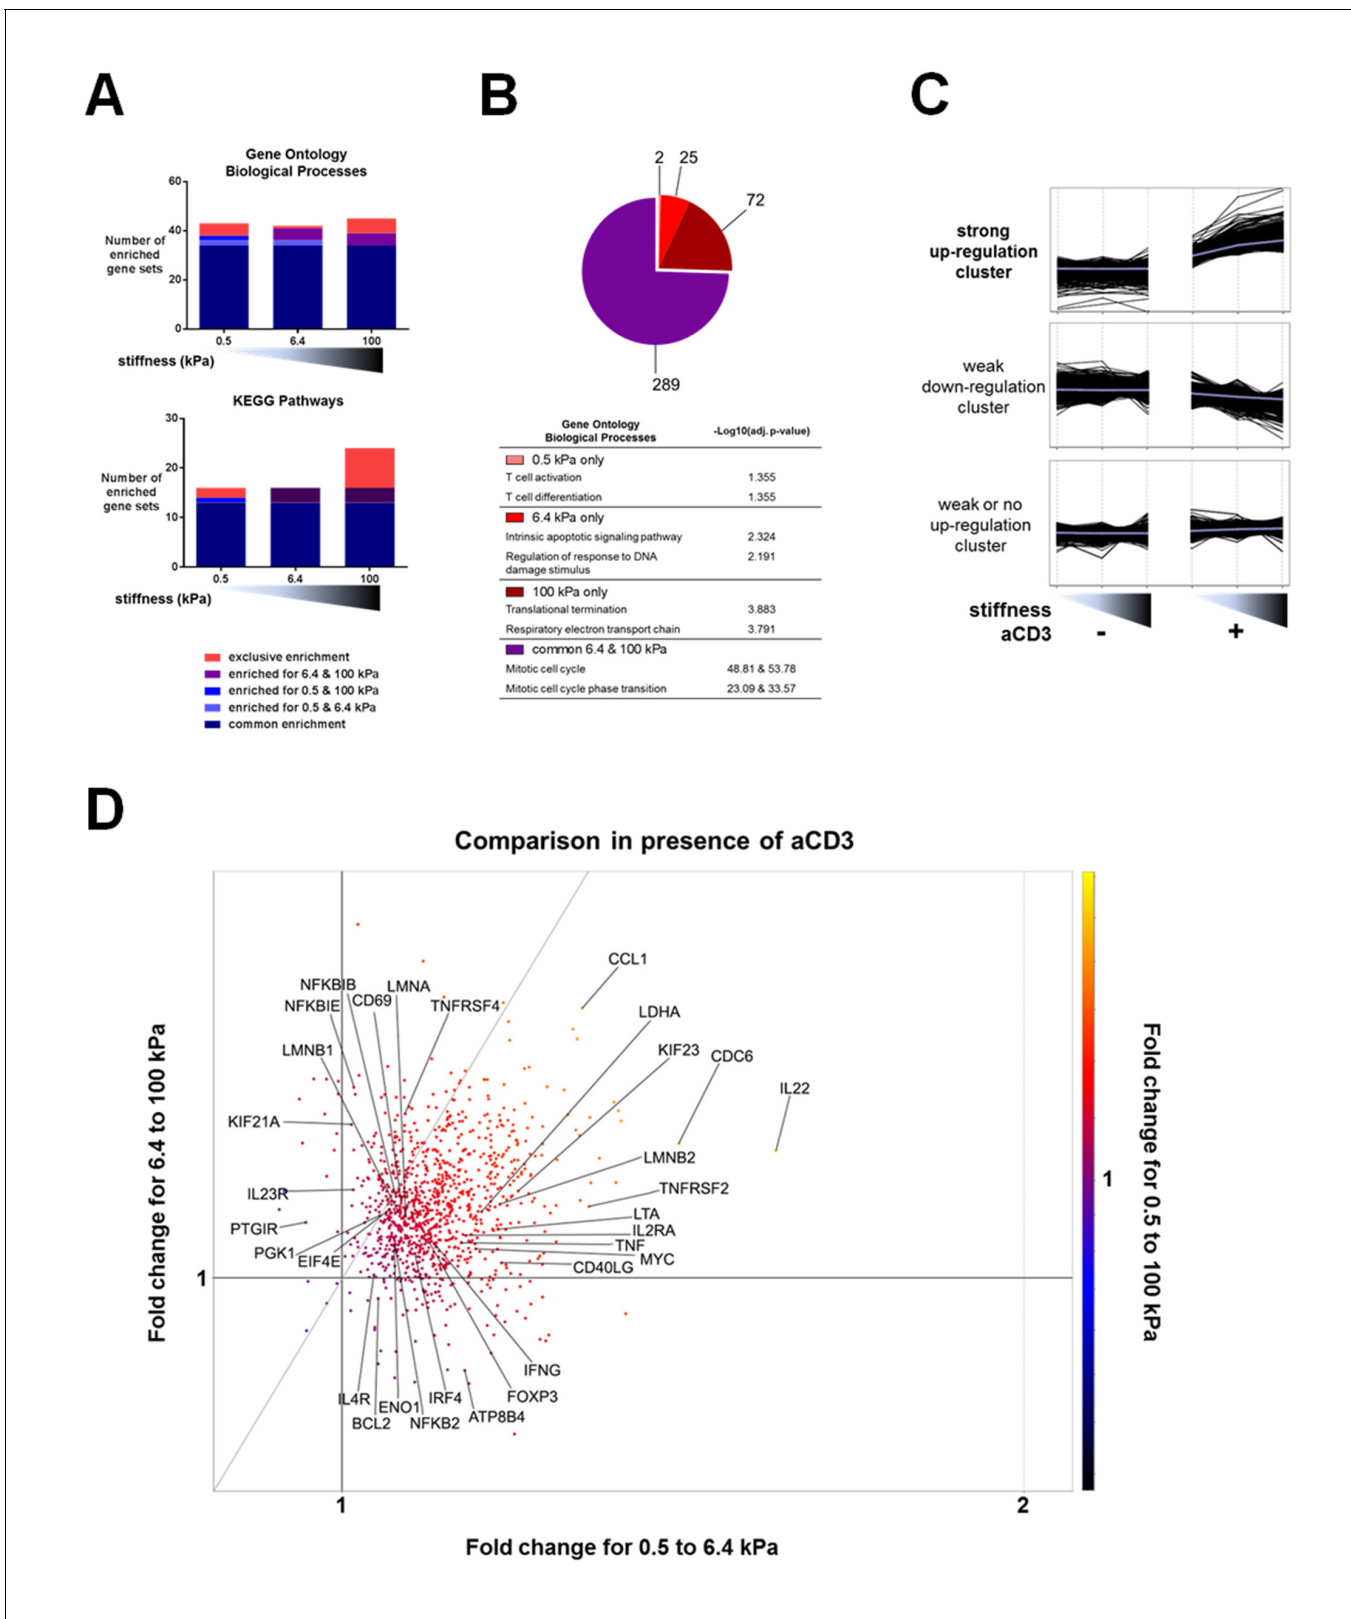 A
Gene Ontology
Biological Processes
60
40
20
0
Number of
enriched
gene sets
0.5
6.4
100
stiffness (kPa)
KEGG Pathways
30
20
10
0
Number of
enriched
gene sets
0.5
6.4
100
stiffness (kPa)
exclusive enrichment
enriched for 6.4 & 100 kPa
enriched for 0.5 & 100 kPa
enriched for 0.5 & 6.4 kPa
common enrichment
B
2
25
72
289
Gene Ontology
Biological Processes
-Log10(adj. p-value)
0.5 kPa only
T cell activation 1.355
T cell differentiation 1.355
6.4 kPa only
Intrinsic apoptotic signaling pathway 2.324
Regulation of response to DNA
damage stimulus 2.191
100 kPa only
Translational termination 3.883
Respiratory electron transport chain 3.791
common 6.4 & 100 kPa
Mitotic cell cycle 48.81 & 53.78
Mitotic cell cycle phase transition 23.09 & 33.57
C
strong
up-regulation
cluster
weak
down-regulation
cluster
weak or no
up-regulation
cluster
stiffness
aCD3 - +
D
Comparison in presence of aCD3
CCL1
NFKBIB
LMNA
NFKBIE
CD69
TNFRSF4
LDHA
LMNB1
KIF23
CDC6
IL22
KIF21A
LMNB2
IL23R
TNFRSF2
LTA
PTGIR
IL2RA
TNF
PGK1
EIF4E
MYC
CD40LG
IFNG
IL4R
ENO1
IRF4
FOXP3
BCL2
NFKB2
ATP8B4
1
1
2
1
Fold change for 6.4 to 100 kPa
Fold change for 0.5 to 100 kPa
Fold change for 0.5 to 6.4 kPa